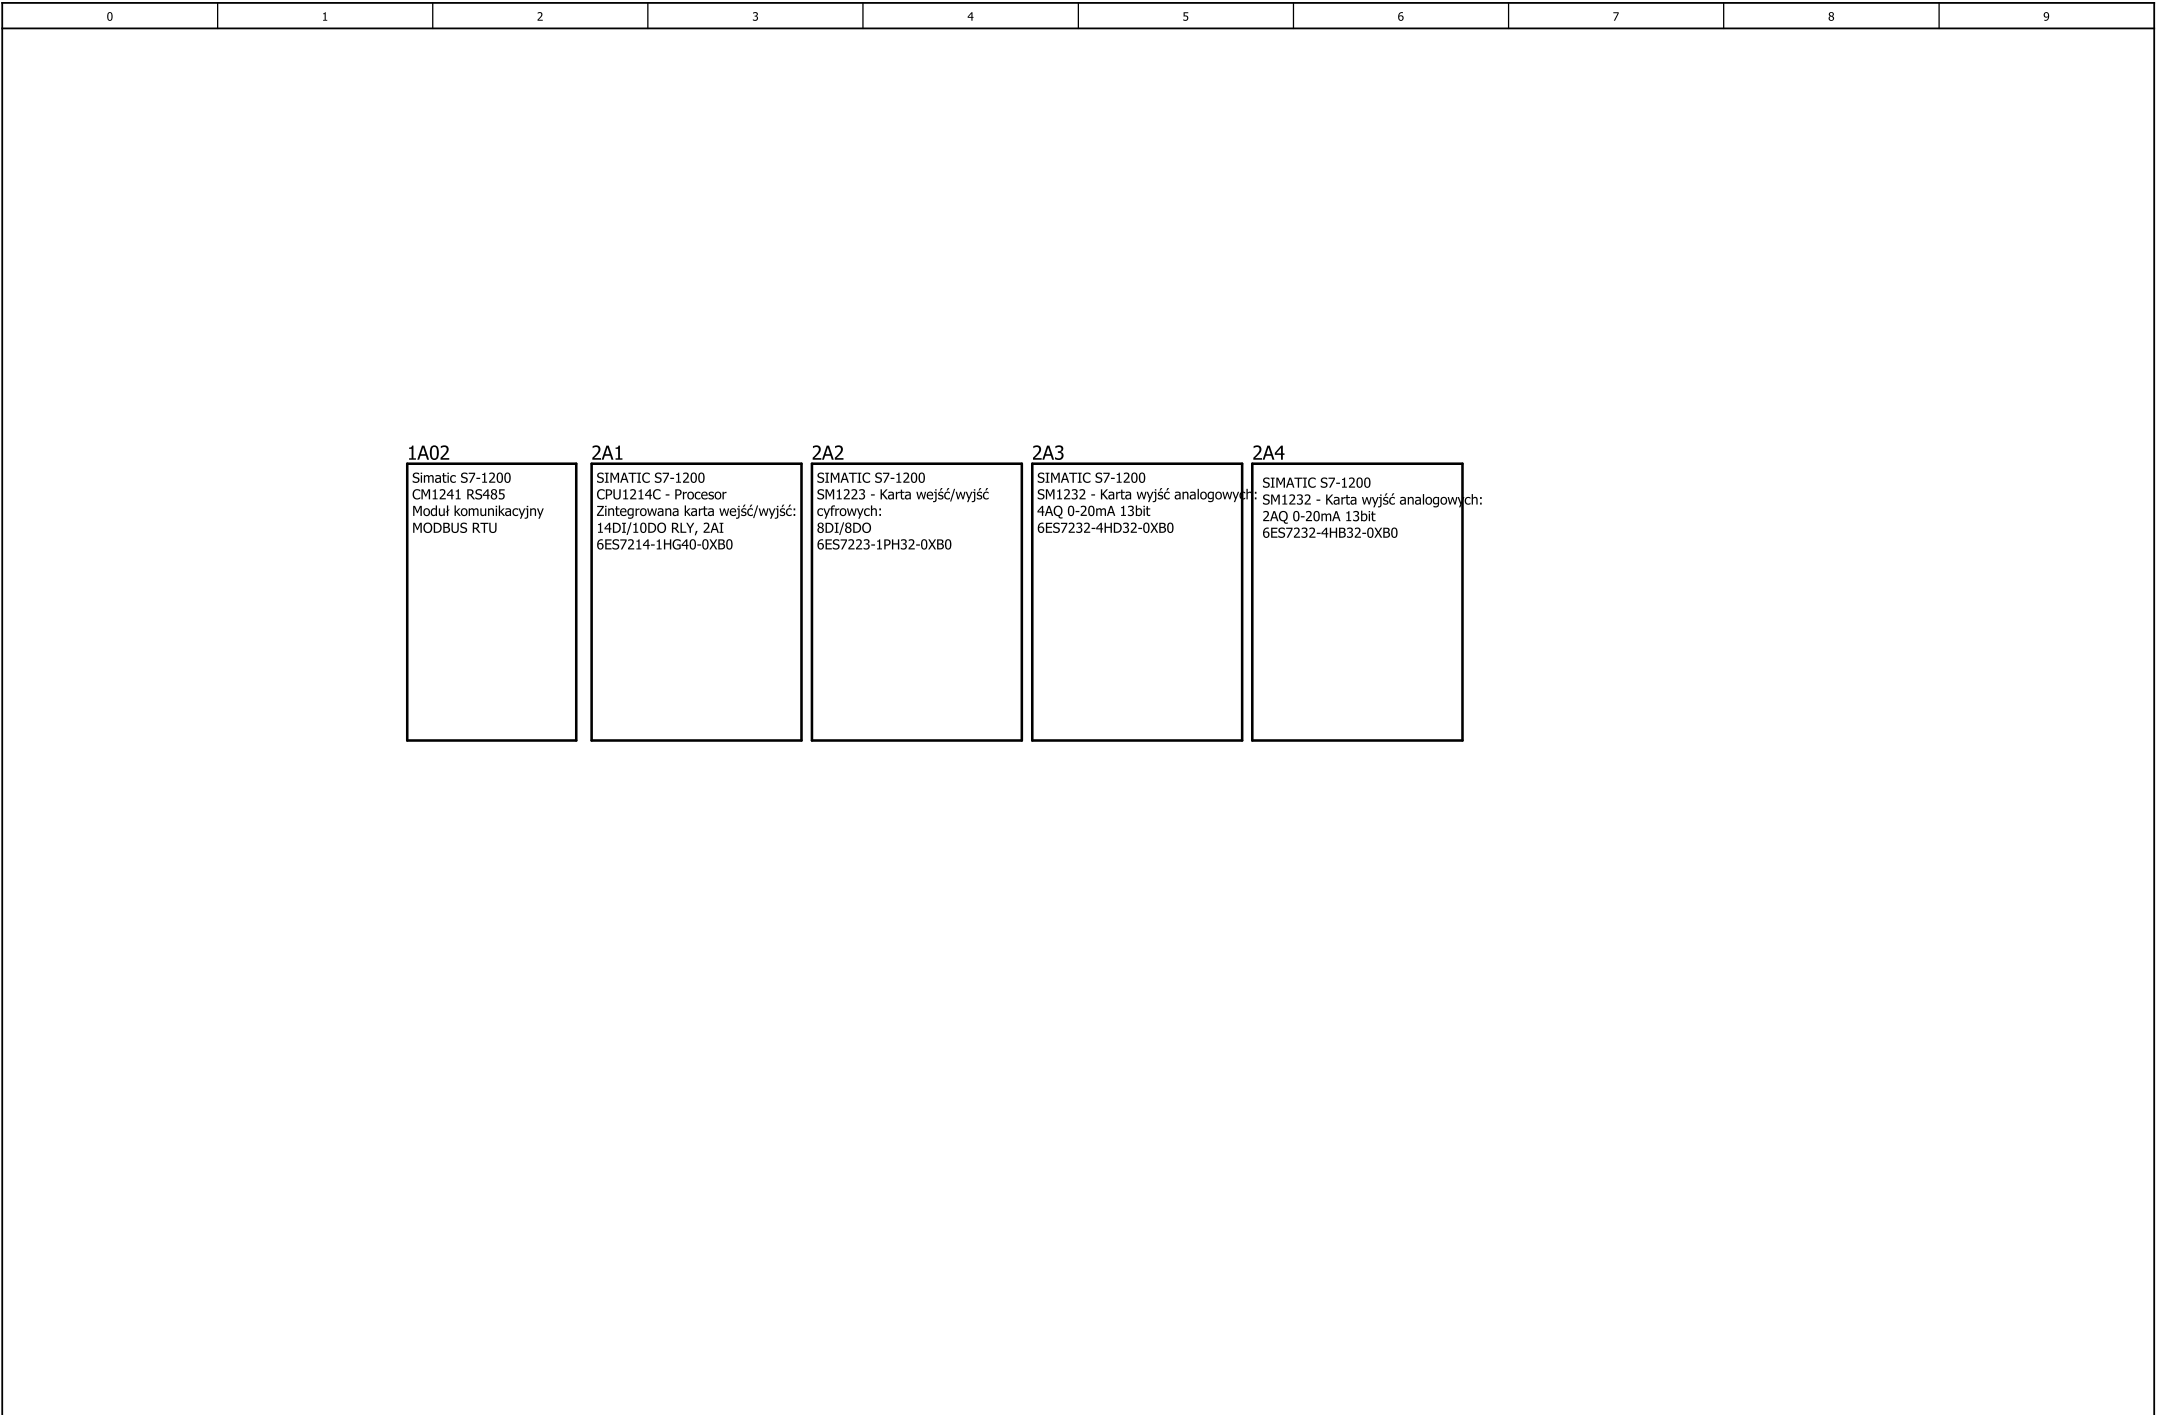 0 1 2 3 4 5 6 7 8 9
1A02
Simatic S7-1200
CM1241 RS485
Moduł komunikacyjny
MODBUS RTU
2A1
SIMATIC S7-1200
CPU1214C - Procesor
Zintegrowana karta wejść/wyjść:
14DI/10DO RLY, 2AI
6ES7214-1HG40-0XB0
2A2
SIMATIC S7-1200
SM1223 - Karta wejść/wyjść
cyfrowych:
8DI/8DO
6ES7223-1PH32-0XB0
2A3
SIMATIC S7-1200
SM1232 - Karta wyjść analogowych:
4AQ 0-20mA 13bit
6ES7232-4HD32-0XB0
2A4
SIMATIC S7-1200
SM1232 - Karta wyjść analogowych:
2AQ 0-20mA 13bit
6ES7232-4HB32-0XB0